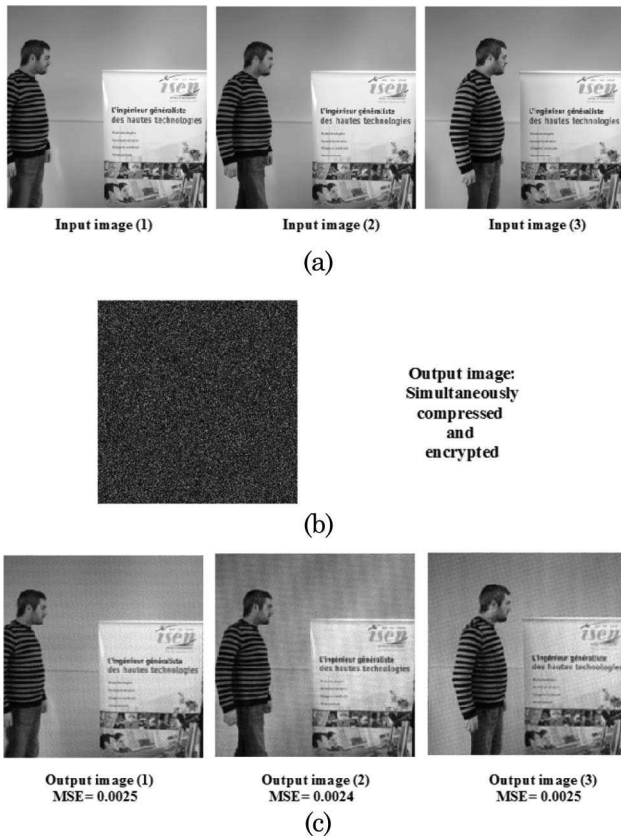 isen
L'ingénieur généraliste
des hautes technologies
isen
L'ingénieur généraliste
des hautes technologies
isen
L'ingénieur généraliste
des hautes technologies
Input image (1)
Input image (2)
Input image (3)
(a)
Output image:
Simultaneously
compressed
and
encrypted
(b)
isen
L'ingénieur généraliste
des hautes technologies
isen
L'ingénieur généraliste
des hautes technologies
isen
L'ingénieur généraliste
des hautes technologies
Output image (1)
MSE= 0.0025
Output image (2)
MSE= 0.0024
Output image (3)
MSE= 0.0025
(c)